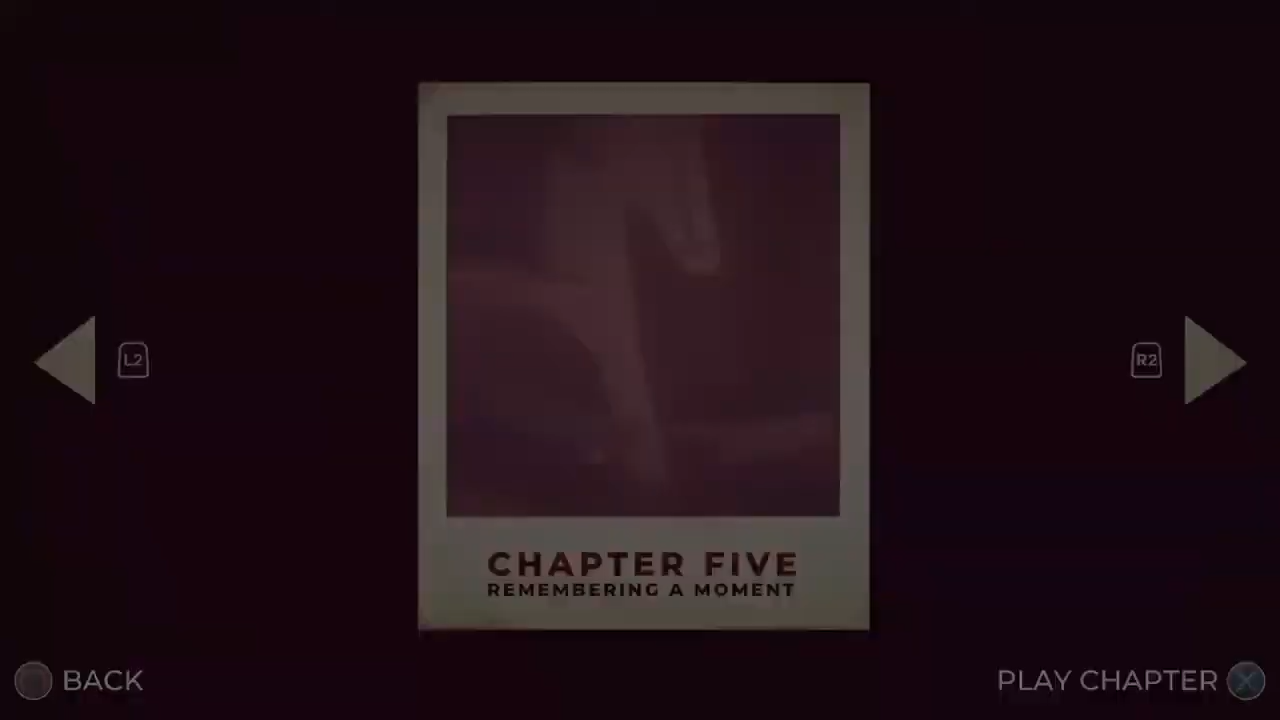 L2
R2
CHAPTER FIVE
REMEMBERING A MOMENT
BACK
PLAY CHAPTER